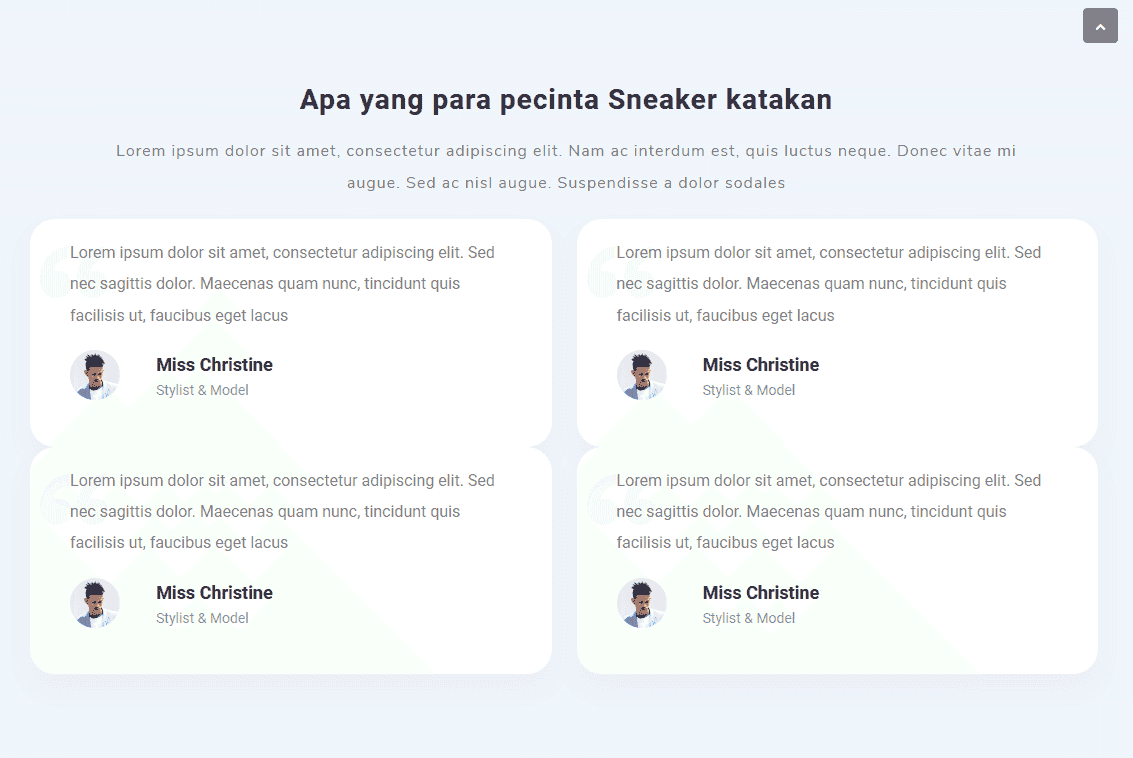 Apa yang para pecinta Sneaker katakan
Lorem ipsum dolor sit amet, consectetur adipiscing elit. Nam ac interdum est, quis luctus neque. Donec vitae mi
augue. Sed ac nisl augue. Suspendisse a dolor sodales
Lorem ipsum dolor sit amet, consectetur adipiscing elit. Sed
nec sagittis dolor. Maecenas quam nunc, tincidunt quis
facilisis ut, faucibus eget lacus
Miss Christine
Stylist & Model
Lorem ipsum dolor sit amet, consectetur adipiscing elit. Sed
nec sagittis dolor. Maecenas quam nunc, tincidunt quis
facilisis ut, faucibus eget lacus
Miss Christine
Stylist & Model
Lorem ipsum dolor sit amet, consectetur adipiscing elit. Sed
nec sagittis dolor. Maecenas quam nunc, tincidunt quis
facilisis ut, faucibus eget lacus
Miss Christine
Stylist & Model
Lorem ipsum dolor sit amet, consectetur adipiscing elit. Sed
nec sagittis dolor. Maecenas quam nunc, tincidunt quis
facilisis ut, faucibus eget lacus
Miss Christine
Stylist & Model